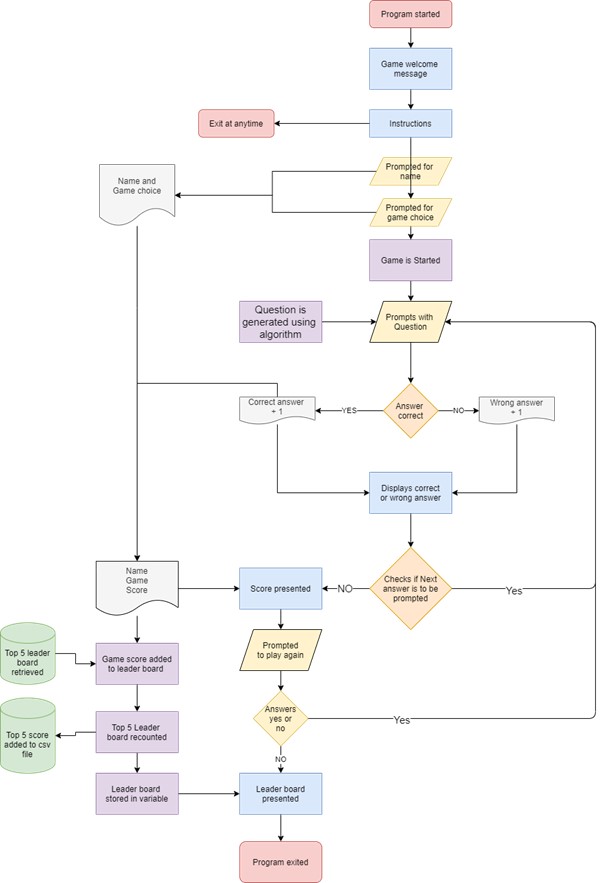 Program started
Game welcome
message
Exit at anytime
Instructions
Prompted for
name
Name and
Game choice
Prompted for
game choice
Game is Started
Question is
generated using
algorithm
Prompts with
Question
Correct answer
+ 1
YES
Answer
correct
NO
Wrong answer
+ 1
Displays correct
or wrong answer
Name
Game
Score
Score presented
NO
Checks if Next
answer is to be
prompted
Yes
Top 5 leader
board
retrieved
Game score added
to leader board
Prompted
to play again
Top 5 score
added to csv
file
Top 5 Leader
board recounted
Answers
yes or
no
Yes
NO
Leader board
stored in variable
Leader board
presented
Program exited